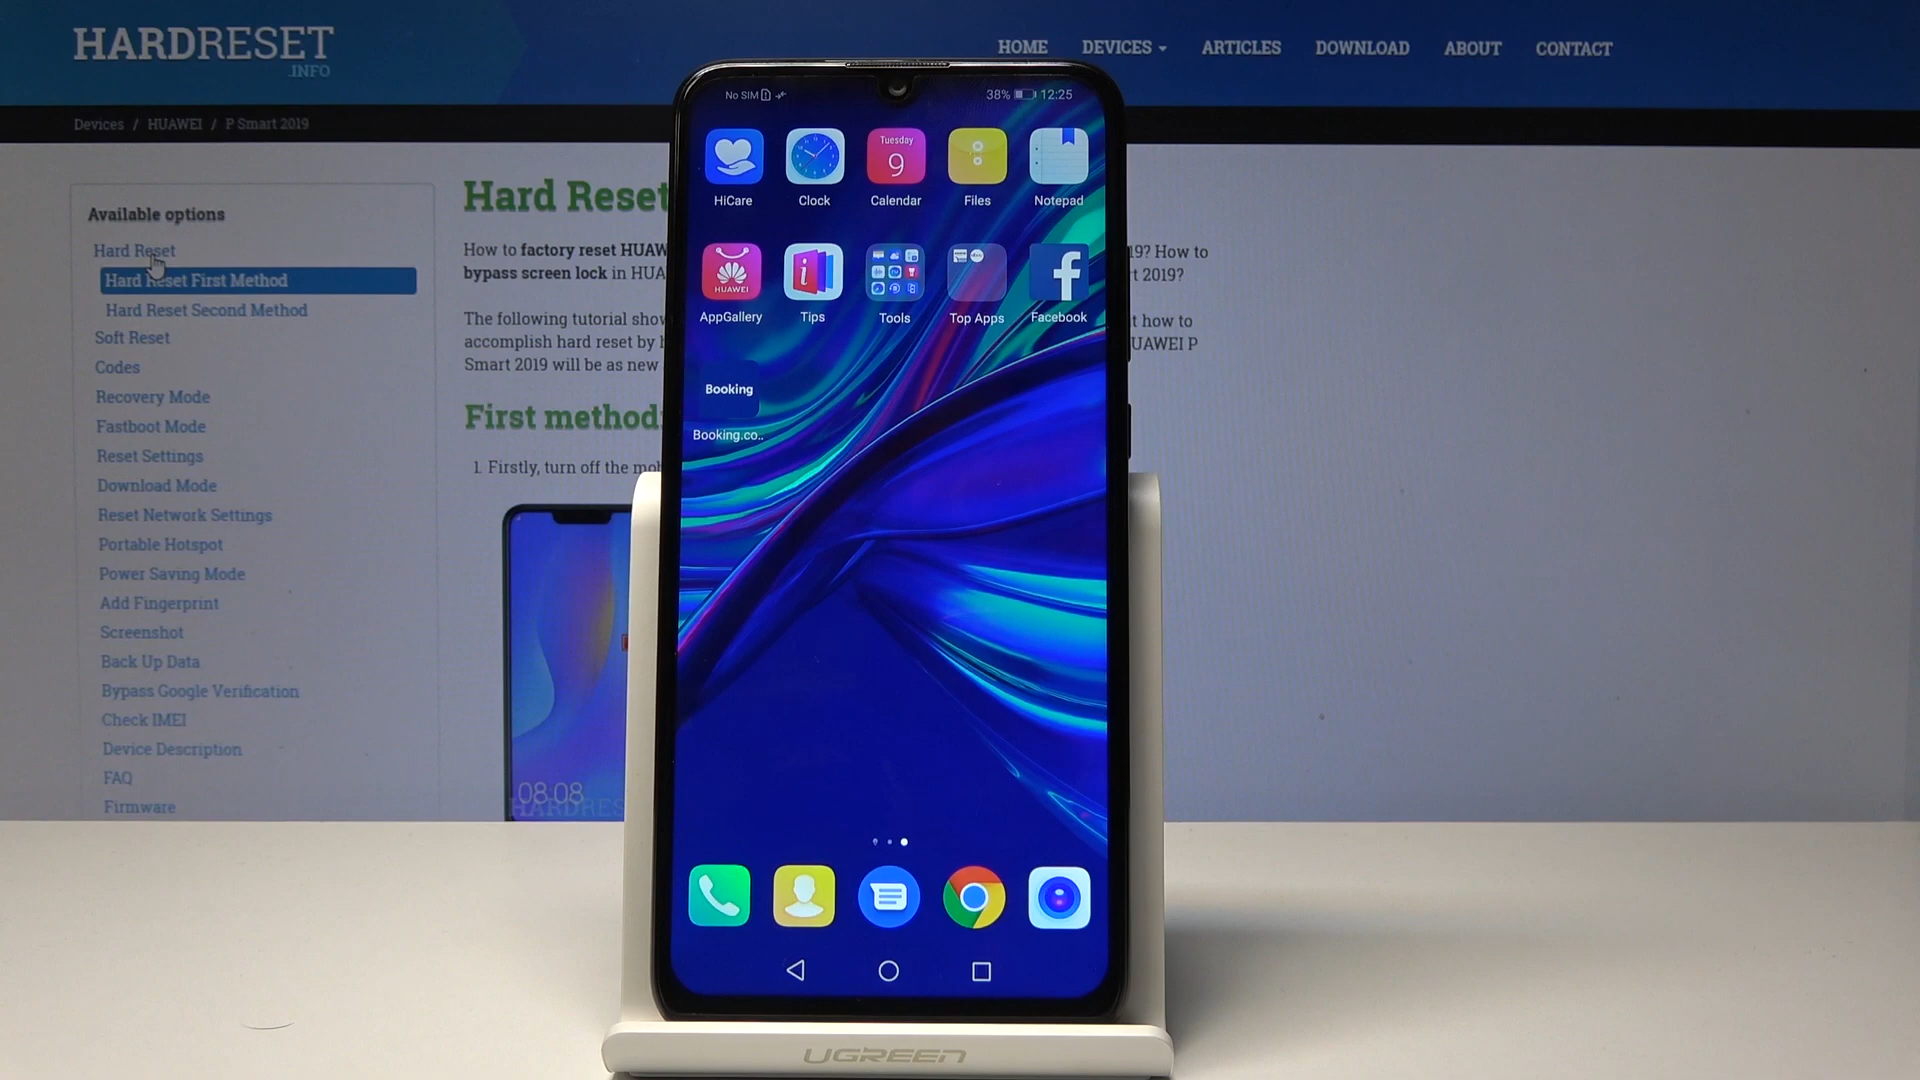 HARDRESET
.INFO
HOME DEVICES ARTICLES DOWNLOAD ABOUT CONTACT
Devices / HUAWEI / P Smart 2019
Available options
Hard Reset
Hard Reset First Method
Hard Reset Second Method
Soft Reset
Codes
Recovery Mode
Fastboot Mode
Reset Settings
Download Mode
Reset Network Settings
Portable Hotspot
Power Saving Mode
Add Fingerprint
Screenshot
Back Up Data
Bypass Google Verification
Check IMEI
Device Description
FAQ
Firmware
Hard Reset
How to factory reset HUAW 19? How to
bypass screen lock in HUA rt 2019?
The following tutorial show t how to
accomplish hard reset by h UAWEI P
Smart 2019 will be as new
First method:
1. Firstly, turn off the mob
08:08
HARDRES
No SIM 38% 12:25
Tuesday
9
HiCare Clock Calendar Files Notepad
HUAWEI
AppGallery Tips Tools Top Apps Facebook
Booking
Booking.co..
UGREEN